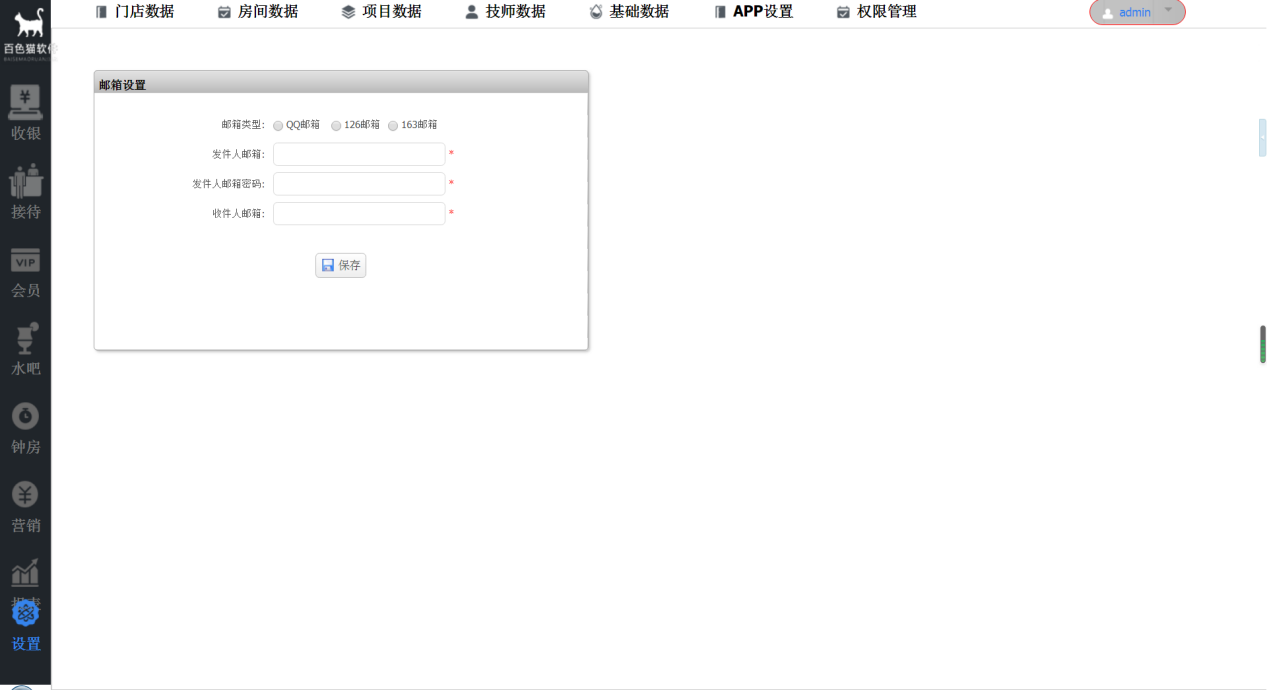 门店数据 房间数据 项目数据 技师数据 基础数据 APP设置 权限管理 admin
百色猫软件
¥
收银
接待
VIP
会员
水吧
钟房
¥
营销
报表
设置
邮箱设置
邮箱类型: QQ邮箱 126邮箱 163邮箱
发件人邮箱: *
发件人邮箱密码: *
收件人邮箱: *
保存